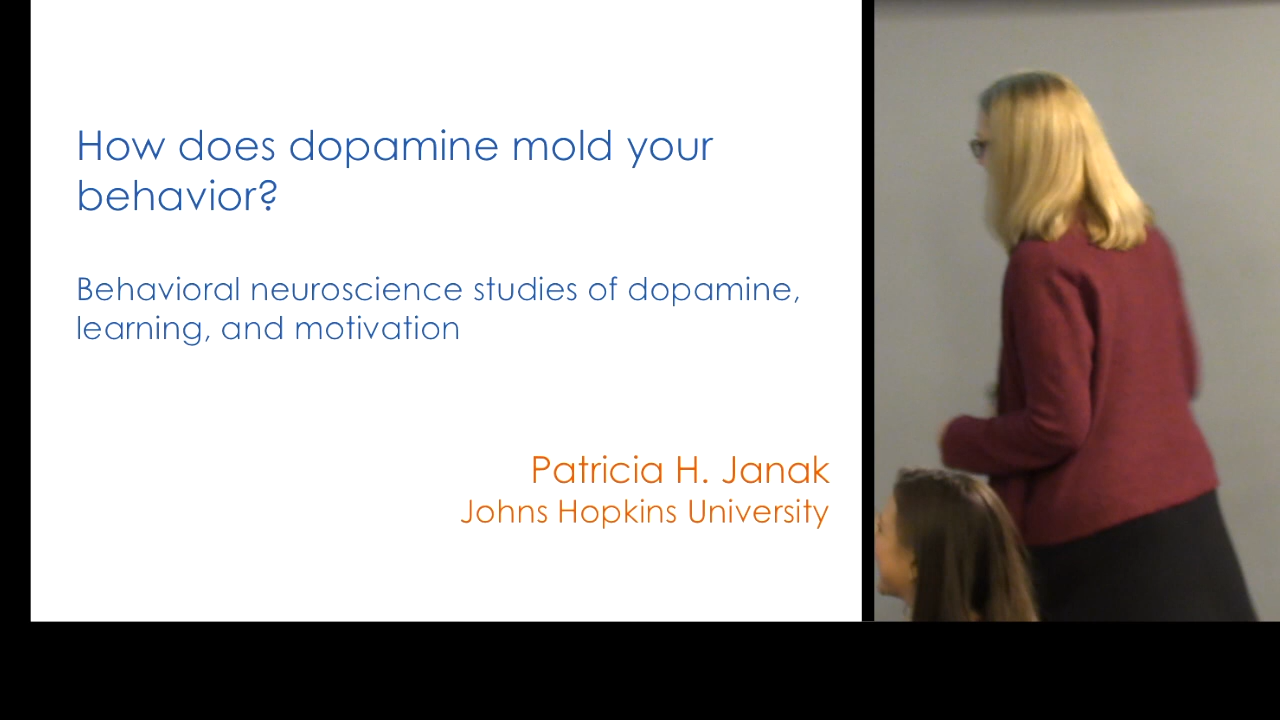 How does dopamine mold your
behavior?
Behavioral neuroscience studies of dopamine,
learning, and motivation
Patricia H. Janak
Johns Hopkins University